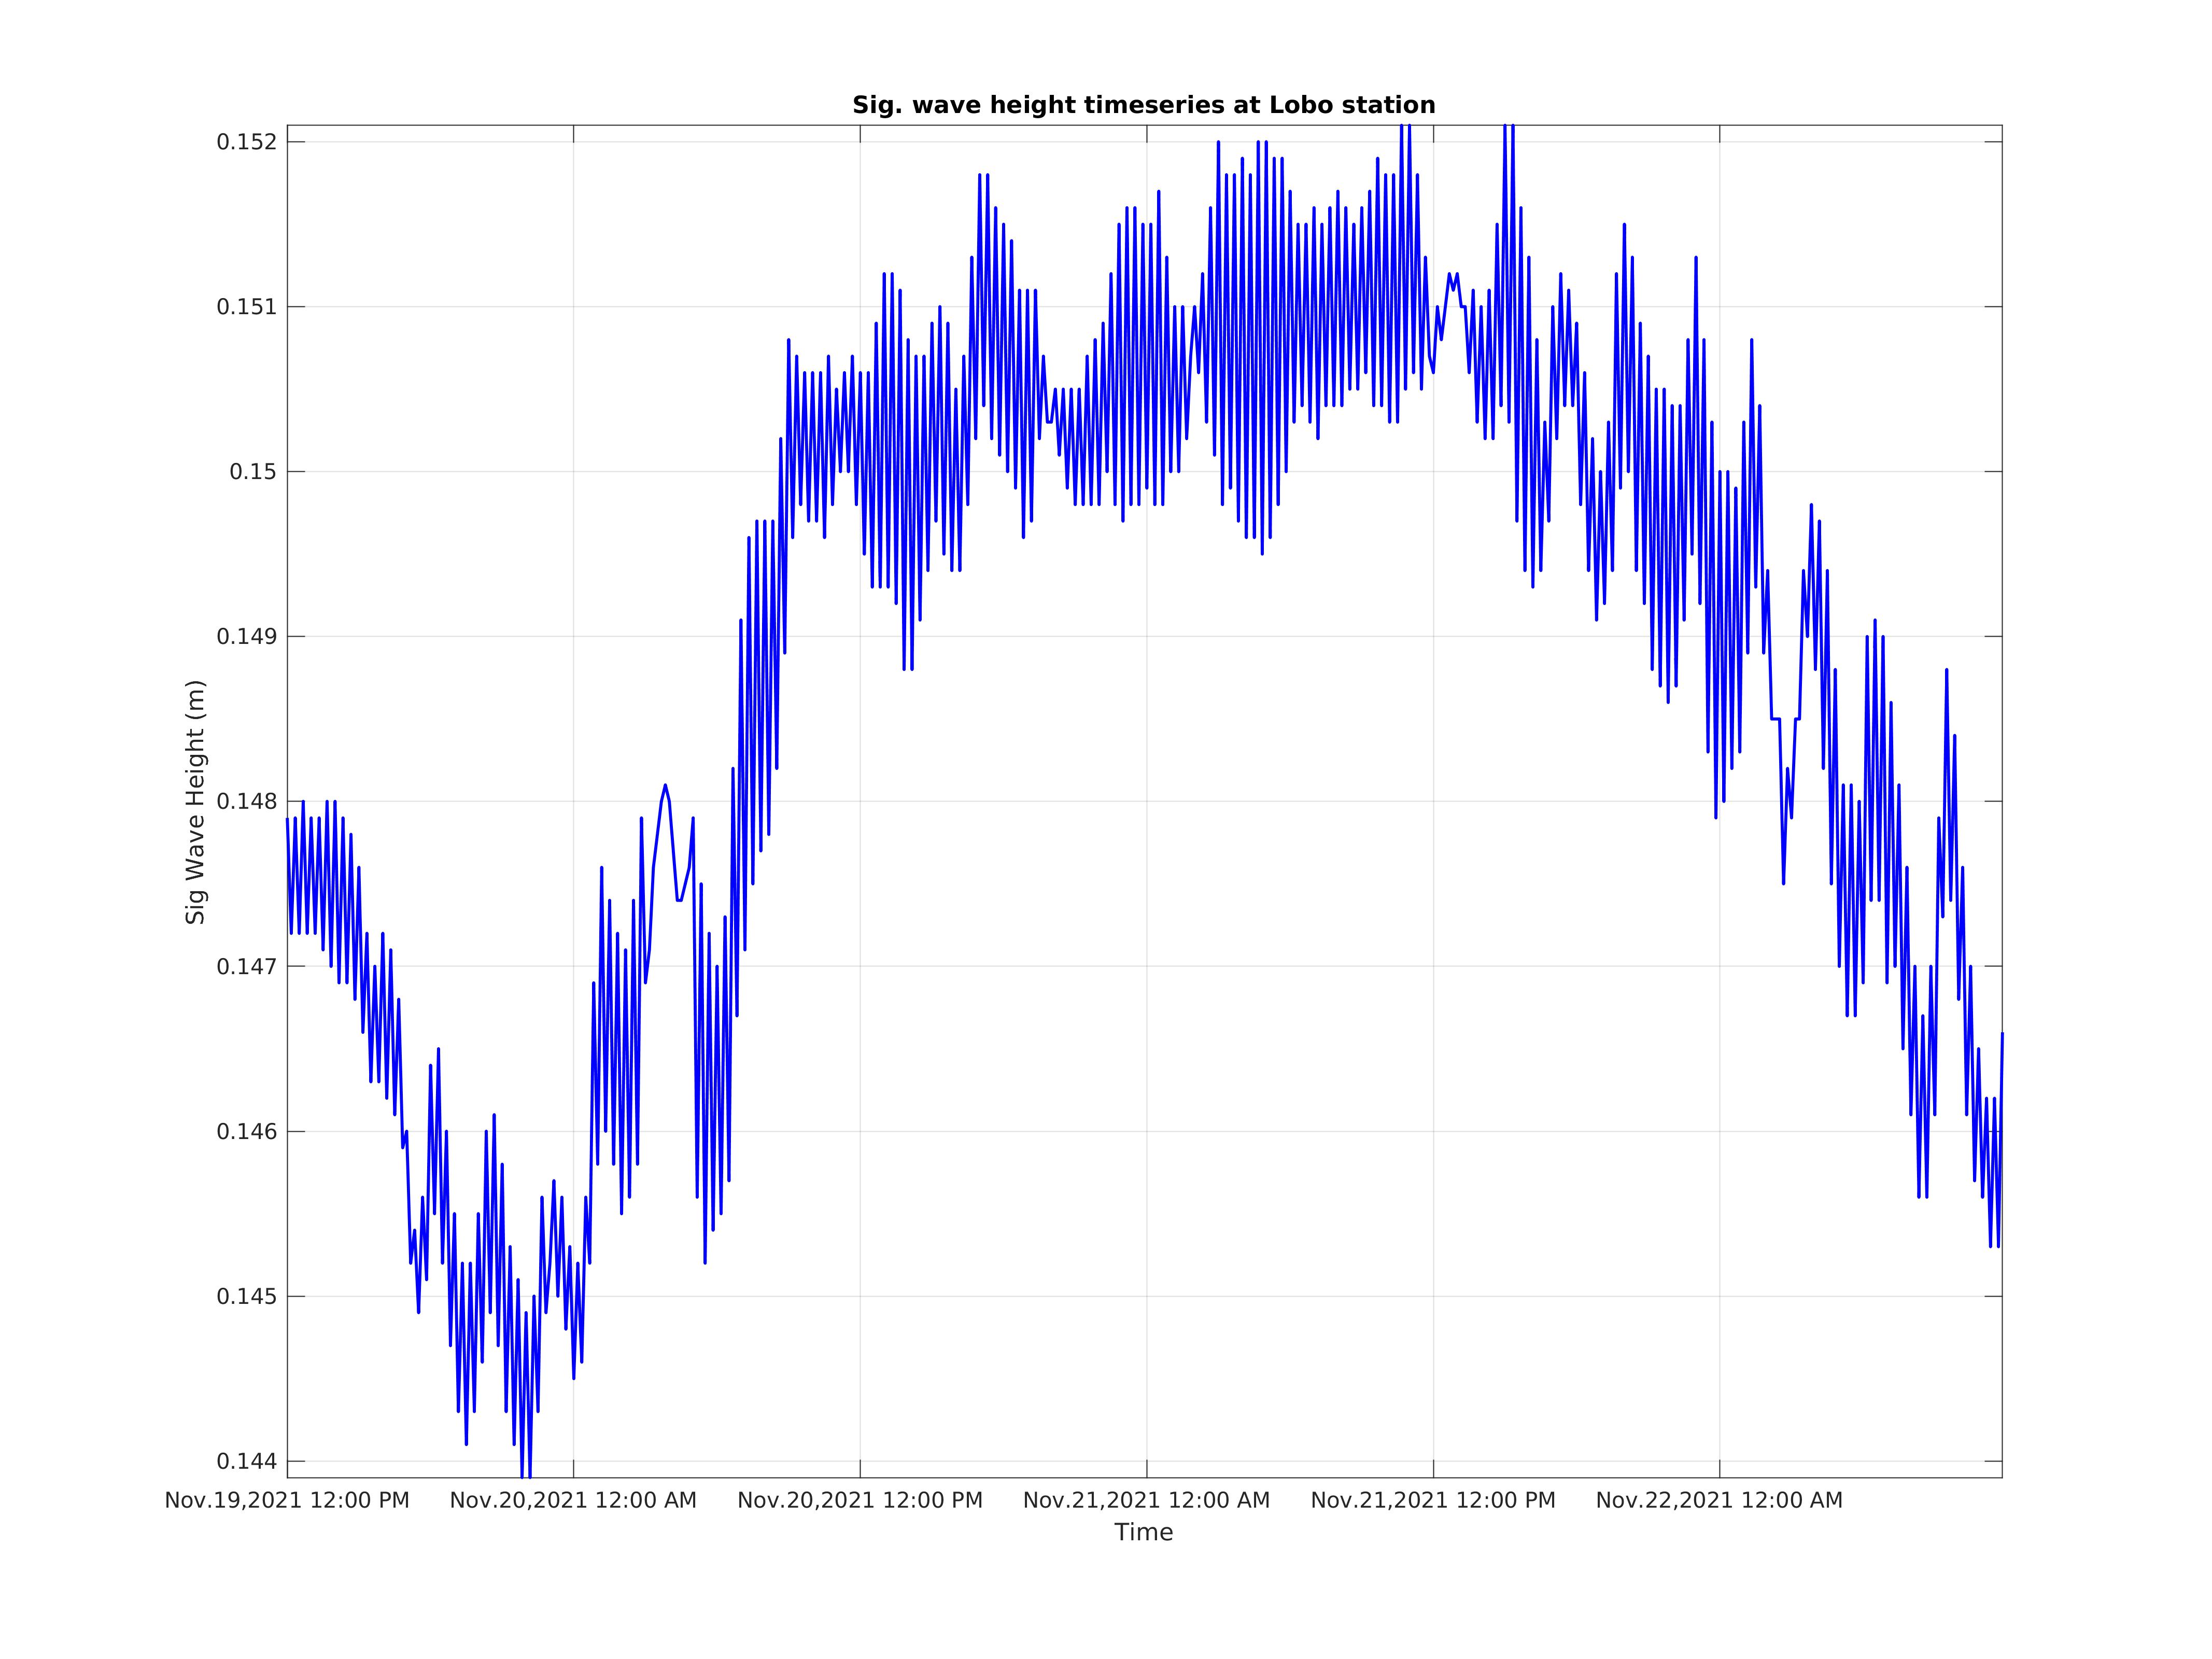 Sig. wave height timeseries at Lobo station
0.152
0.151
0.15
0.149
0.148
0.147
0.146
0.145
0.144
Sig Wave Height (m)
Nov.19,2021 12:00 PM Nov.20,2021 12:00 AM Nov.20,2021 12:00 PM Nov.21,2021 12:00 AM Nov.21,2021 12:00 PM Nov.22,2021 12:00 AM
Time